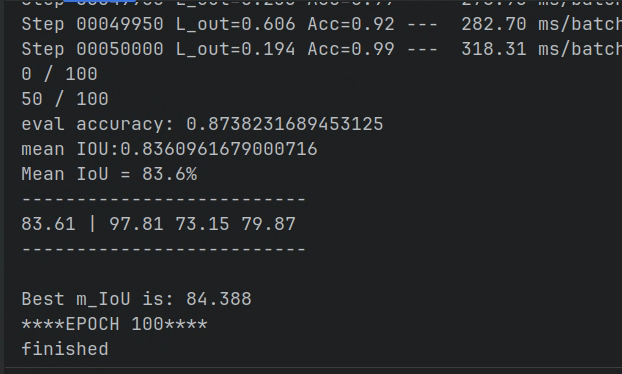 Step 00049950 L_out=0.606 Acc=0.92 ---  282.70 ms/batch
Step 00050000 L_out=0.194 Acc=0.99 ---  318.31 ms/batch
0 / 100
50 / 100
eval accuracy: 0.8738231689453125
mean IOU:0.8360961679000716
Mean IoU = 83.6%
--------------------------
83.61 | 97.81 73.15 79.87
--------------------------
Best m_IoU is: 84.388
****EPOCH 100****
finished